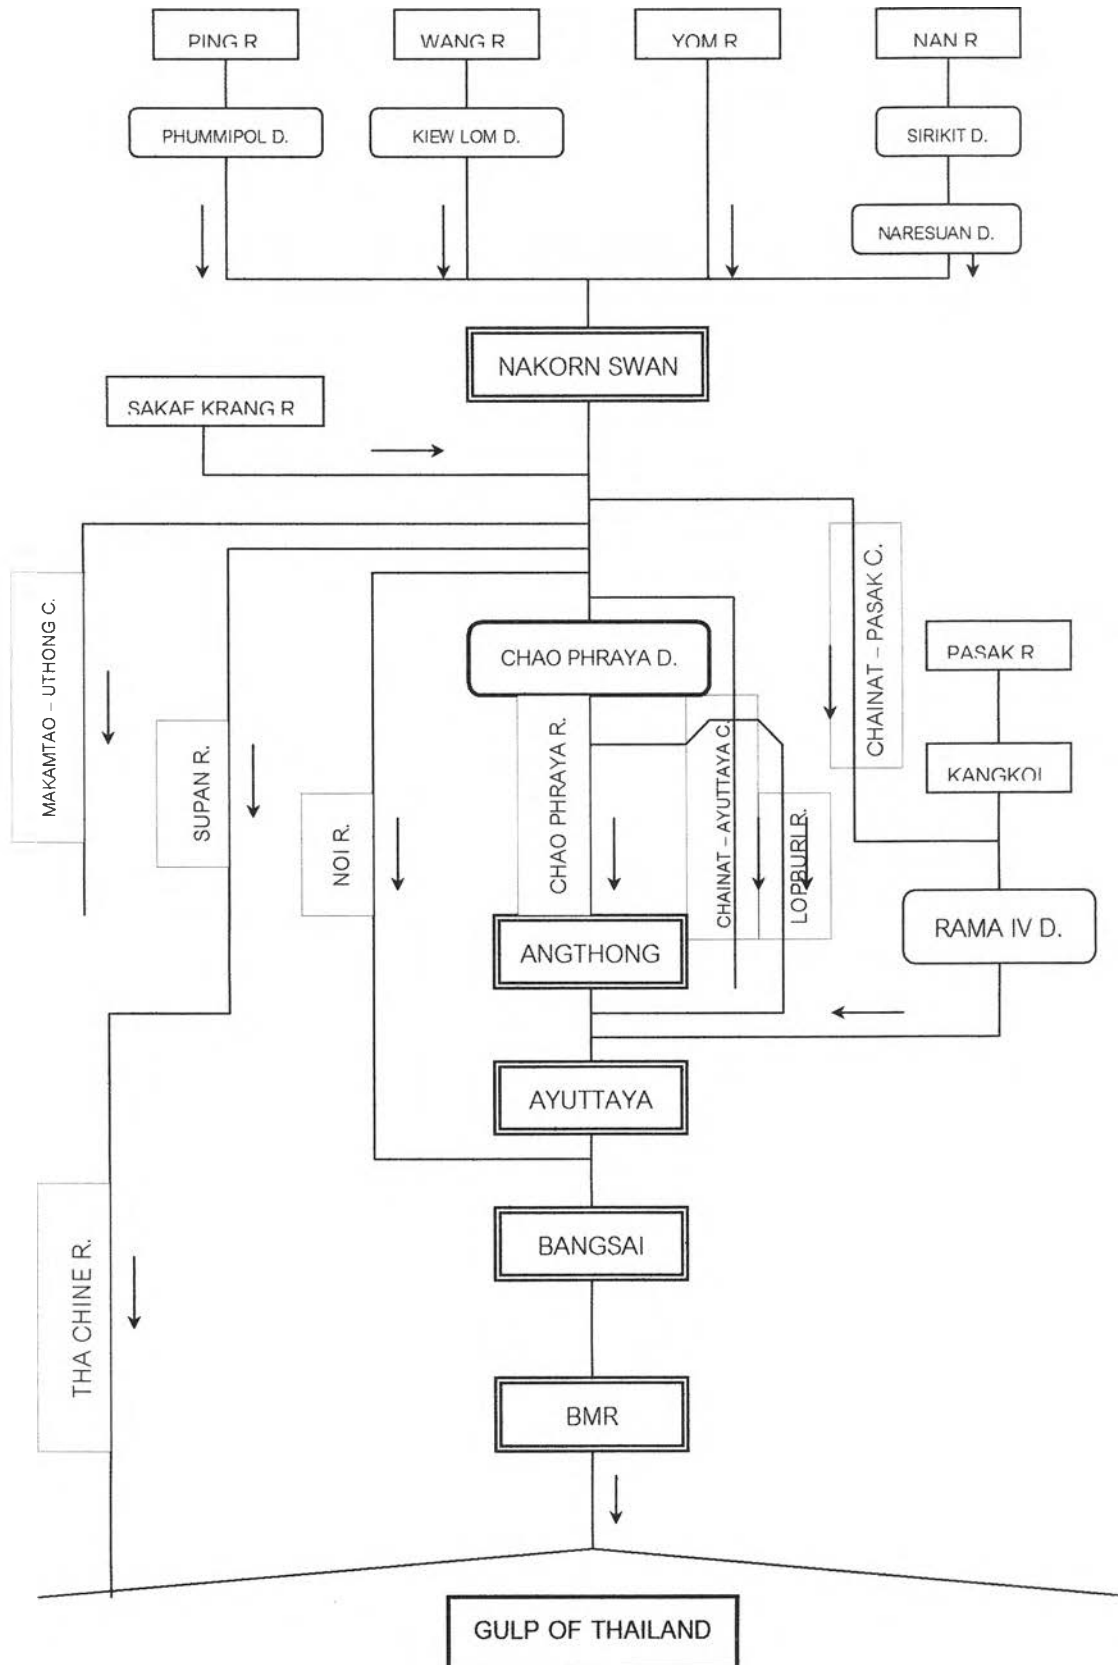 PING R
WANG R
YOM R
NAN R
PHUMMIPOL D.
KIEW LOM D.
SIRIKIT D.
NARESUAN D.
NAKORN SWAN
SAKAE KRANG R
MAKAMTAO – UTHONG C.
SUPAN R.
NOI R.
CHAO PHRAYA D.
CHAO PHRAYA R.
CHAINAT – AYUTTAYA C.
LOPBURI R.
CHAINAT – PASAK C.
PASAK R
KANGKOI
RAMA IV D.
ANGTHONG
AYUTTAYA
BANGSAI
THA CHINE R.
BMR
GULP OF THAILAND